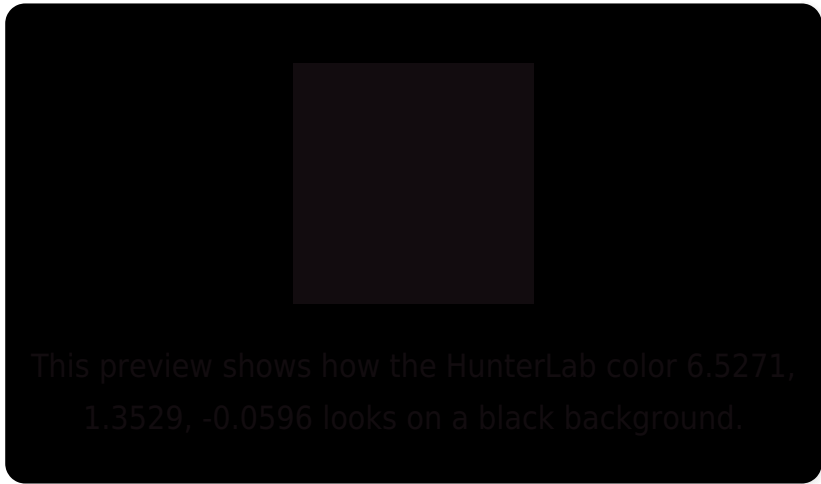 This preview shows how the HunterLab color 6.5271,
1.3529, -0.0596 looks on a black background.